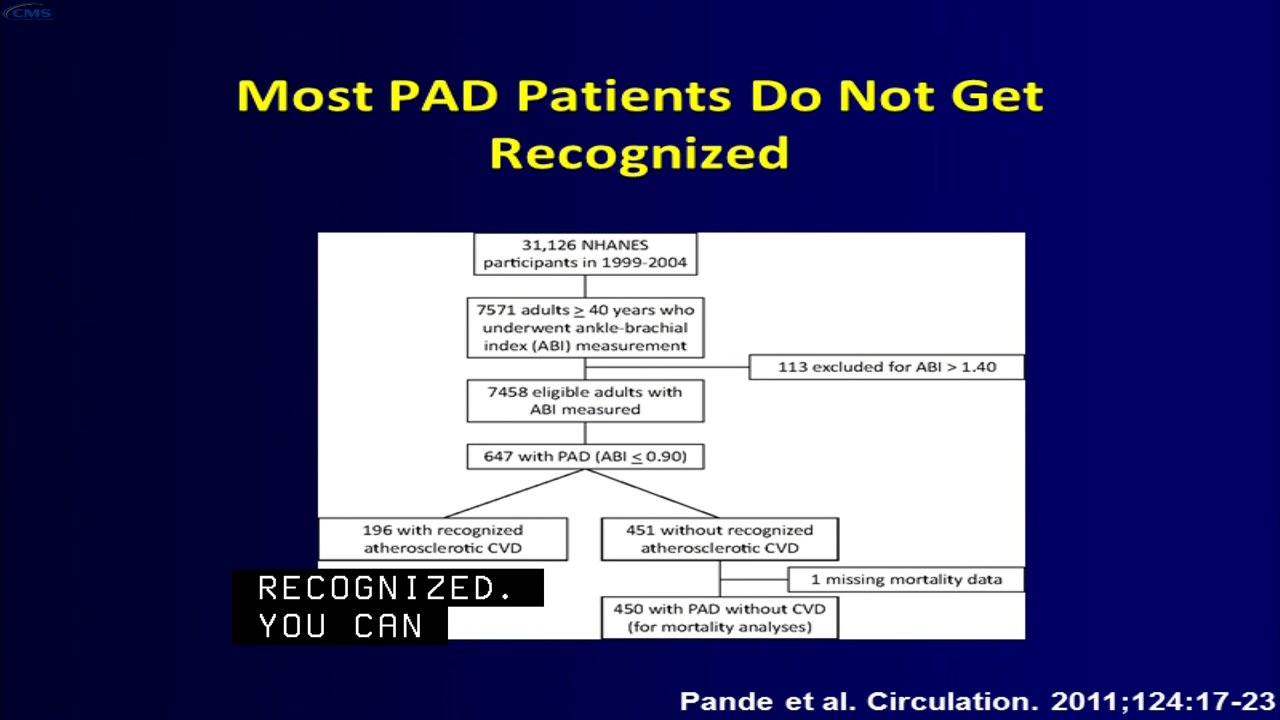 CMS
Most PAD Patients Do Not Get
Recognized
31,126 NHANES
participants in 1999-2004
7571 adults ≥ 40 years who
underwent ankle-brachial
index (ABI) measurement
113 excluded for ABI > 1.40
7458 eligible adults with
ABI measured
647 with PAD (ABI ≤ 0.90)
196 with recognized
atherosclerotic CVD
451 without recognized
atherosclerotic CVD
1 missing mortality data
450 with PAD without CVD
(for mortality analyses)
RECOGNIZED.
YOU CAN
Pande et al. Circulation. 2011;124:17-23